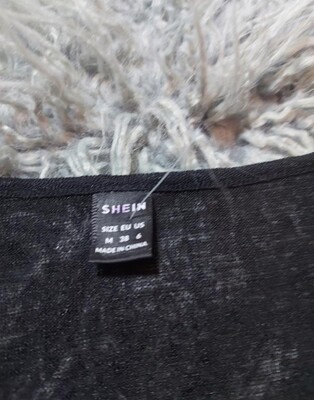 SHEIN
SIZE EU US
M 38 6
MADE IN CHINA